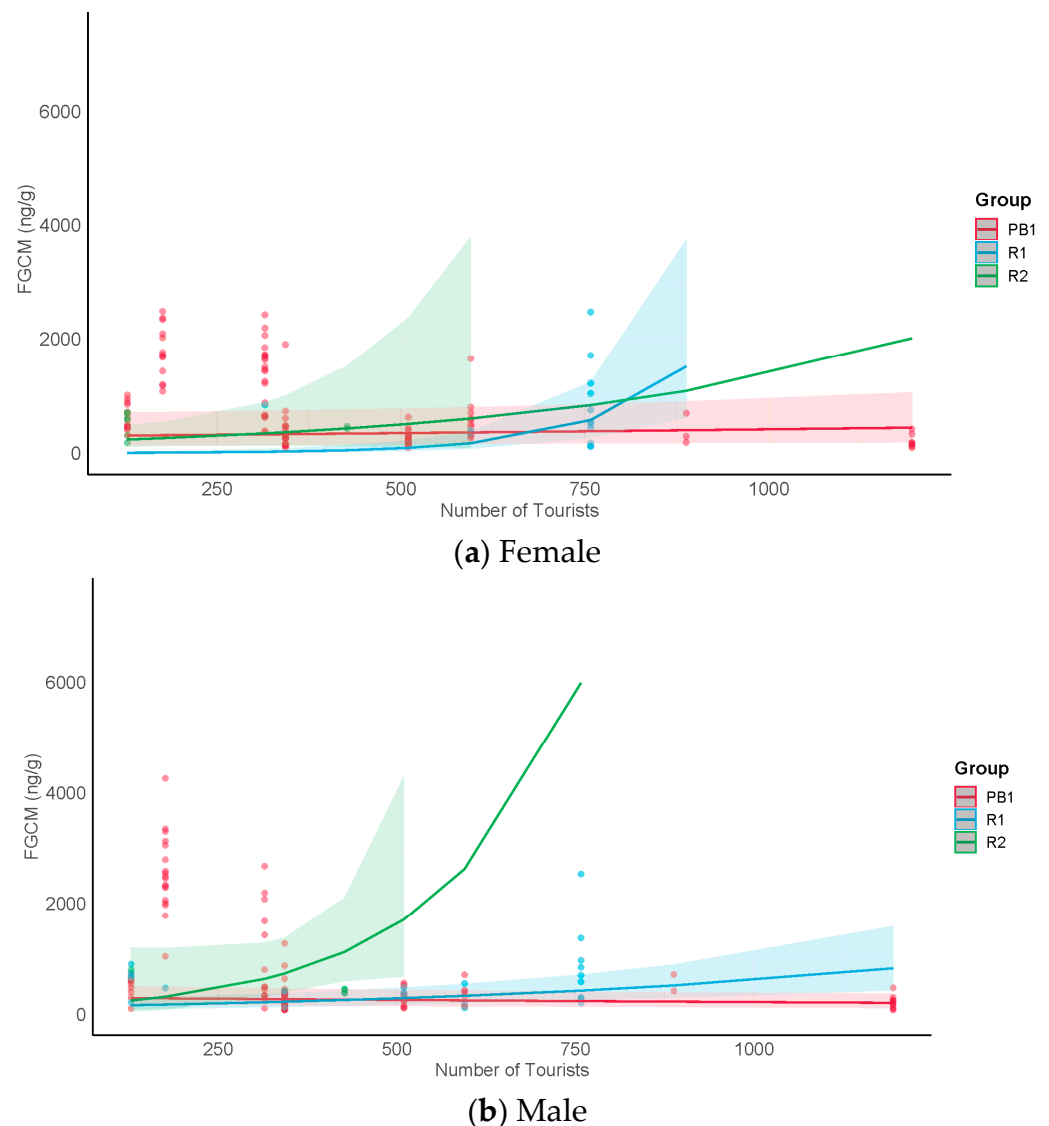 6000
4000
2000
0
FGCM (ng/g)
250 500 750 1000
Number of Tourists
Group
PB1
R1
R2
(a) Female
6000
4000
2000
0
FGCM (ng/g)
250 500 750 1000
Number of Tourists
Group
PB1
R1
R2
(b) Male